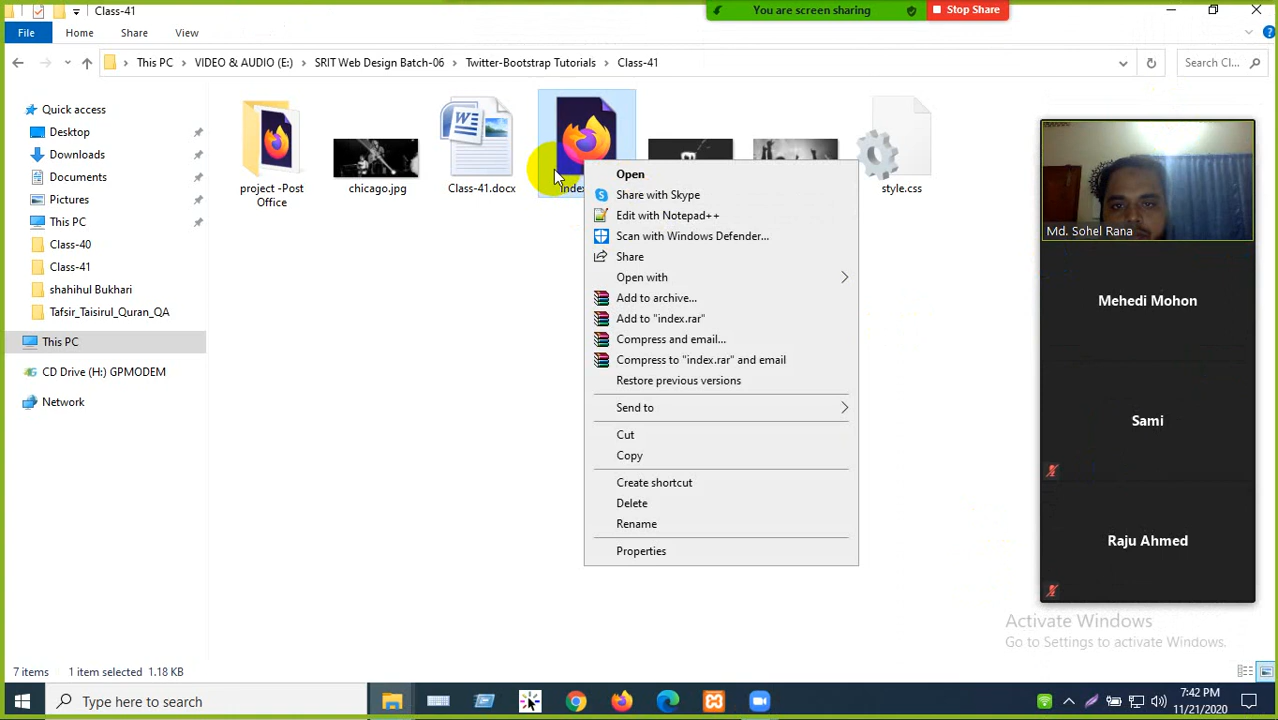 Class-41
You are screen sharing
Stop Share
File
Home
Share
View
This PC
VIDEO & AUDIO (E:)
SRIT Web Design Batch-06
Twitter-Bootstrap Tutorials
Class-41
Search Cl...
Quick access
Desktop
Downloads
Documents
Pictures
This PC
Class-40
Class-41
shahihul Bukhari
Tafsir_Taisirul_Quran_QA
This PC
CD Drive (H:) GPMODEM
Network
project -Post
Office
chicago.jpg
Class-41.docx
style.css
Open
Share with Skype
Edit with Notepad++
Scan with Windows Defender...
Share
Open with
Add to archive...
Add to "index.rar"
Compress and email...
Compress to "index.rar" and email
Restore previous versions
Send to
Cut
Copy
Create shortcut
Delete
Rename
Properties
Md. Sohel Rana
Mehedi Mohon
Sami
Raju Ahmed
Activate Windows
Go to Settings to activate Windows.
7 items
1 item selected 1.18 KB
Type here to search
7:42 PM
11/21/2020